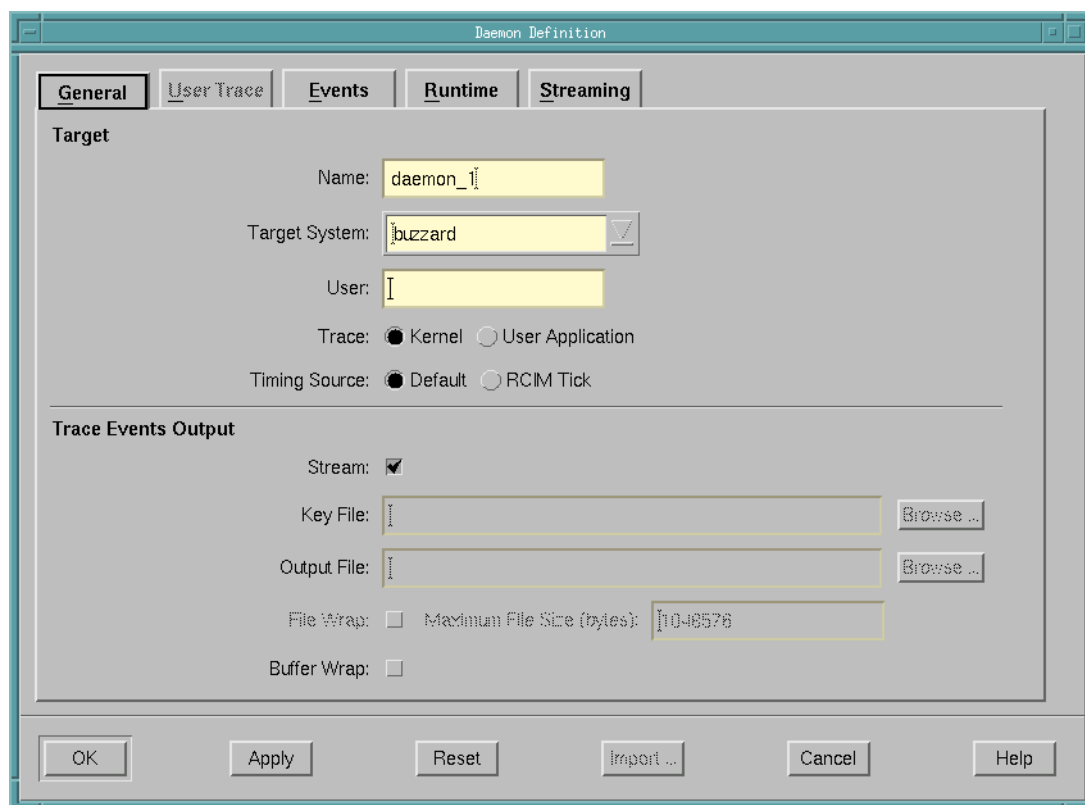 Daemon Definition
General User Trace Events Runtime Streaming
Target
Name: daemon_1
Target System: buzzard
User:
Trace: Kernel User Application
Timing Source: Default RCIM Tick
Trace Events Output
Stream:
Key File: Browse ...
Output File: Browse ...
File Wrap: Maximum File Size (bytes): 1048576
Buffer Wrap:
OK Apply Reset Import ... Cancel Help